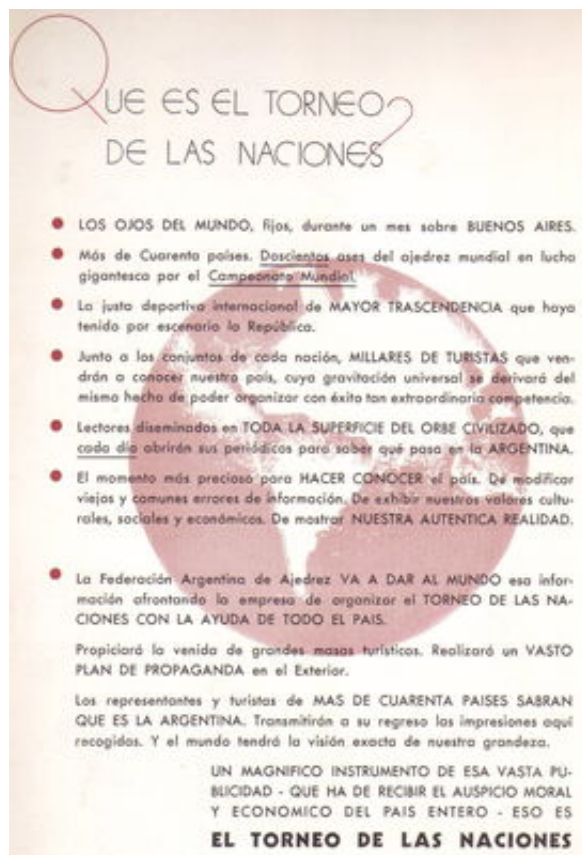 QUE ES EL TORNEO
DE LAS NACIONES?
LOS OJOS DEL MUNDO, fijos, durante un mes sobre BUENOS AIRES.
Más de Cuarenta países. Doscientos ases del ajedrez mundial en lucha
gigantesca por el Campeonato Mundial.
La justa deportiva internacional de MAYOR TRASCENDENCIA que haya
tenido por escenario la República.
Junto a los conjuntos de cada nación, MILLARES DE TURISTAS que ven-
drán a conocer nuestro país, cuya gravitación universal se derivará del
mismo hecho de poder organizar con éxito tan extraordinaria competencia.
Lectores diseminados en TODA LA SUPERFICIE DEL ORBE CIVILIZADO, que
cada día abrirán sus periódicos para saber qué pasa en la ARGENTINA.
El momento más precioso para HACER CONOCER el país. De modificar
viejos y comunes errores de información. De exhibir nuestros valores cultu-
rales, sociales y económicos. De mostrar NUESTRA AUTENTICA REALIDAD.
La Federación Argentina de Ajedrez VA A DAR AL MUNDO esa infor-
mación afrontando la empresa de organizar el TORNEO DE LAS NA-
CIONES CON LA AYUDA DE TODO EL PAIS.
Propiciará la venida de grandes masas turísticas. Realizará un VASTO
PLAN DE PROPAGANDA en el Exterior.
Los representantes y turistas de MAS DE CUARENTA PAISES SABRAN
QUE ES LA ARGENTINA. Transmitirán a su regreso las impresiones aquí
recogidas. Y el mundo tendrá la visión exacta de nuestra grandeza.
UN MAGNIFICO INSTRUMENTO DE ESA VASTA PU-
BLICIDAD - QUE HA DE RECIBIR EL AUSPICIO MORAL
Y ECONOMICO DEL PAIS ENTERO - ESO ES
EL TORNEO DE LAS NACIONES